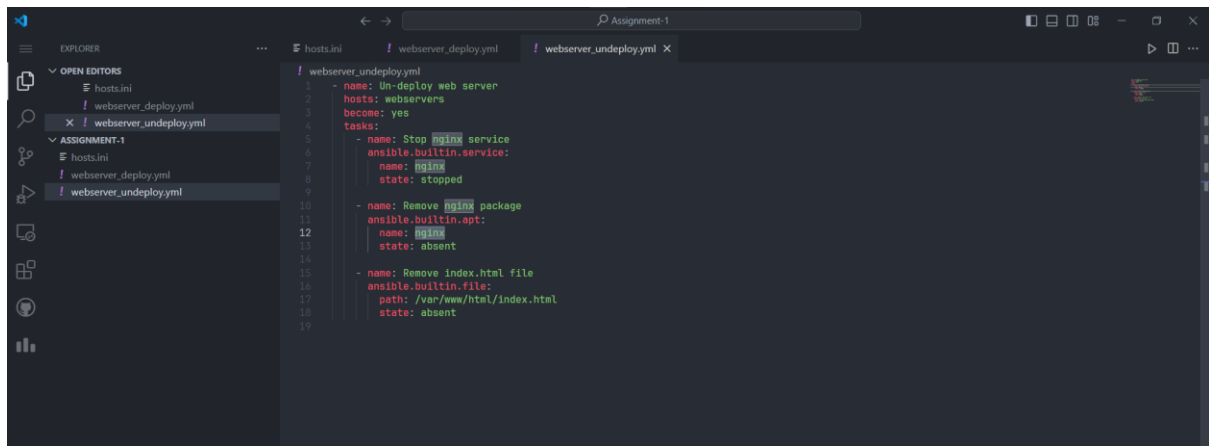 Assignment-1
EXPLORER
hosts.ini
webserver_deploy.yml
webserver_undeploy.yml
OPEN EDITORS
hosts.ini
webserver_deploy.yml
webserver_undeploy.yml
ASSIGNMENT-1
hosts.ini
webserver_deploy.yml
webserver_undeploy.yml
webserver_undeploy.yml
1 - name: Un-deploy web server
2 hosts: webservers
3 become: yes
4 tasks:
5 - name: Stop nginx service
6 ansible.builtin.service:
7 name: nginx
8 state: stopped
9
10 - name: Remove nginx package
11 ansible.builtin.apt:
12 name: nginx
13 state: absent
14
15 - name: Remove index.html file
16 ansible.builtin.file:
17 path: /var/www/html/index.html
18 state: absent
19